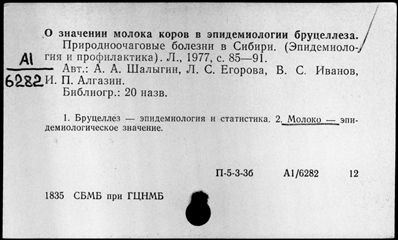 О значении молока коров в эпидемиологии бруцеллеза.
Природноочаговые болезни в Сибири. (Эпидемиоло-
гия и профилактика). Л., 1977, с. 85—91.
Авт.: А. А. Шалыгин, Л. С. Егорова, В. С. Иванов,
И. П. Алгазин.
Библиогр.: 20 назв.
А1
6282
1. Бруцеллез — эпидемиология и статистика. 2. Молоко — эпи-
демиологическое значение.
П-5-3-3б А1/6282 12
1835 СБМБ при ГЦНМБ